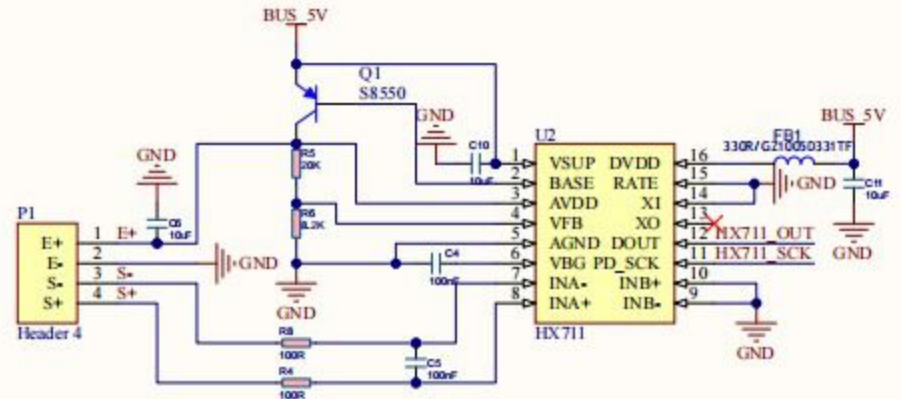 BUS_5V
Q1
S8550
GND
C10
10uF
U2
BUS_5V
FB1
330R/GZ1005D331TF
C11
10uF
GND
GND
C6
10uF
R5
20K
R6
8.2K
GND
GND
C4
100nF
P1
E+ 1 E+
E- 2
S- 3 S-
S+ 4 S+
Header 4
1 VSUP DVDD 16
2 BASE RATE 15
GND
3 AVDD XI 14
4 VFB XO 13
5 AGND DOUT 12 HX711_OUT
6 VBG PD_SCK 11 HX711_SCK
7 INA- INB+ 10
8 INA+ INB- 9
HX711
GND
R8
100R
C5
100nF
R4
100R